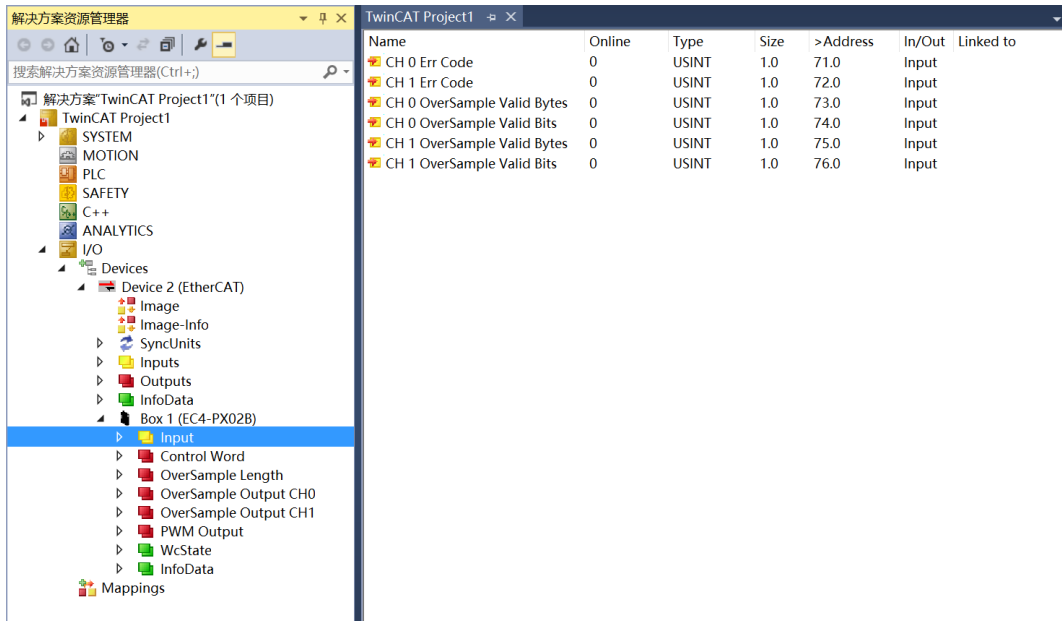 解决方案资源管理器
搜索解决方案资源管理器(Ctrl+;)
解决方案"TwinCAT Project1"(1 个项目)
TwinCAT Project1
SYSTEM
MOTION
PLC
SAFETY
C++
ANALYTICS
I/O
Devices
Device 2 (EtherCAT)
Image
Image-Info
SyncUnits
Inputs
Outputs
InfoData
Box 1 (EC4-PX02B)
Input
Control Word
OverSample Length
OverSample Output CH0
OverSample Output CH1
PWM Output
WcState
InfoData
Mappings
TwinCAT Project1
Name Online Type Size >Address In/Out Linked to
CH 0 Err Code 0 USINT 1.0 71.0 Input
CH 1 Err Code 0 USINT 1.0 72.0 Input
CH 0 OverSample Valid Bytes 0 USINT 1.0 73.0 Input
CH 0 OverSample Valid Bits 0 USINT 1.0 74.0 Input
CH 1 OverSample Valid Bytes 0 USINT 1.0 75.0 Input
CH 1 OverSample Valid Bits 0 USINT 1.0 76.0 Input